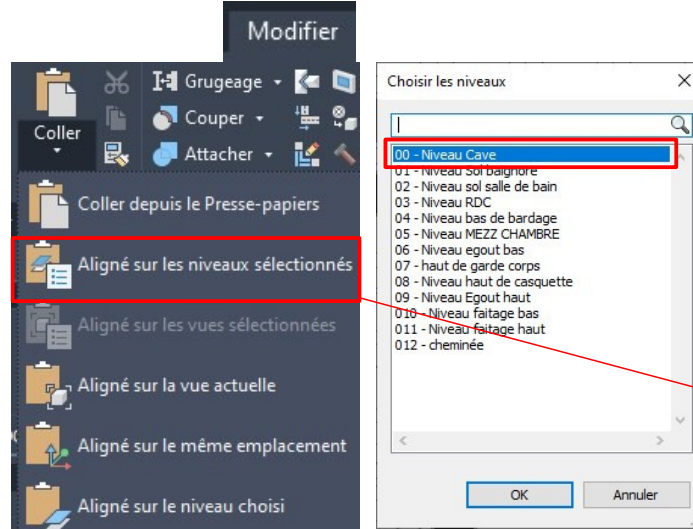 Modifier
Coller
Grugeage
Couper
Attacher
Coller depuis le Presse-papiers
Aligné sur les niveaux sélectionnés
Aligné sur les vues sélectionnées
Aligné sur la vue actuelle
Aligné sur le même emplacement
Aligné sur le niveau choisi
Choisir les niveaux
00 - Niveau Cave
01 - Niveau Sol baignore
02 - Niveau sol salle de bain
03 - Niveau RDC
04 - Niveau bas de bardage
05 - Niveau MEZZ CHAMBRE
06 - Niveau egout bas
07 - haut de garde corps
08 - Niveau haut de casquette
09 - Niveau Egout haut
010 - Niveau faitage bas
011 - Niveau faitage haut
012 - cheminée
OK Annuler